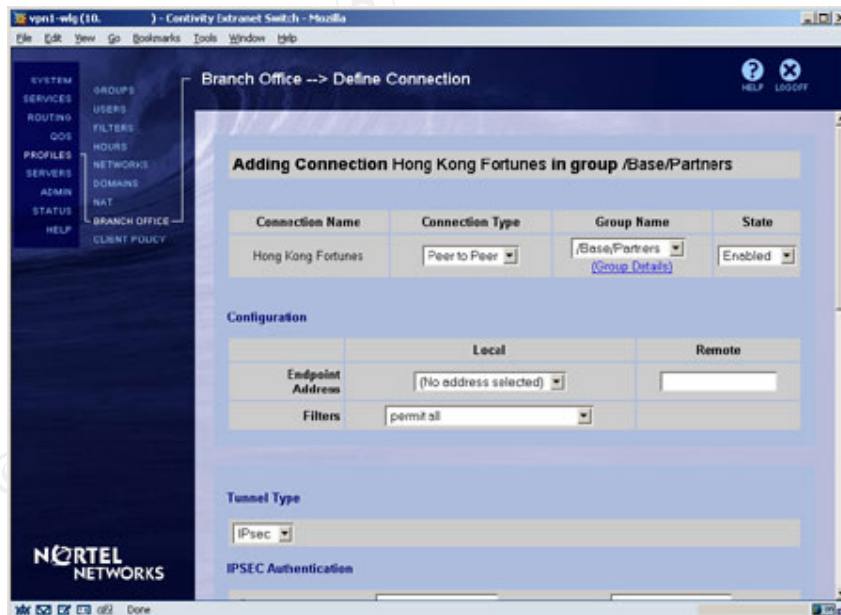 vpn1-wlg (10. ) - Contivity Extranet Switch - Mozilla
File Edit View Go Bookmarks Tools Window Help
SYSTEM
SERVICES
ROUTING
QOS
PROFILES
SERVERS
ADMIN
STATUS
HELP
GROUPS
USERS
FILTERS
HOURS
NETWORKS
DOMAINS
NAT
BRANCH OFFICE
CLIENT POLICY
Branch Office --> Define Connection
HELP LOGOFF
Adding Connection Hong Kong Fortunes in group /Base/Partners
Connection Name Connection Type Group Name State
Hong Kong Fortunes Peer to Peer /Base/Partners Enabled
(Group Details)
Configuration
Local Remote
Endpoint Address (No address selected)
Filters permit all
Tunnel Type
IPsec
IPSEC Authentication
NORTEL
NETWORKS
Done